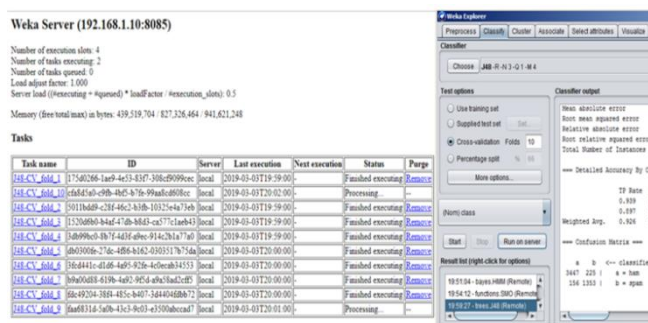 Weka Server (192.168.1.10:8085)
Number of execution slots: 4
Number of tasks executing: 2
Number of tasks queued: 0
Load adjust factor: 1.000
Server load ((#executing + #queued) * loadFactor / #execution_slots): 0.5
Memory (free/total/max) in bytes: 439,519,704 / 827,326,464 / 941,621,248
Tasks
Task name ID Server Last execution Next execution Status Purge
J48-CV_fold_1 local 2019-03-03T19:59:00 - Finished executing Remove
J48-CV_fold_10 local 2019-03-03T20:00:00 - Processing... --
J48-CV_fold_2 local 2019-03-03T19:59:00 - Finished executing Remove
J48-CV_fold_3 local 2019-03-03T19:59:00 - Finished executing Remove
J48-CV_fold_4 local 2019-03-03T19:59:00 - Finished executing Remove
J48-CV_fold_5 local 2019-03-03T20:00:00 - Finished executing Remove
J48-CV_fold_6 local 2019-03-03T20:00:00 - Finished executing Remove
J48-CV_fold_7 local 2019-03-03T20:00:00 - Finished executing Remove
J48-CV_fold_8 local 2019-03-03T20:00:00 - Finished executing Remove
J48-CV_fold_9 local 2019-03-03T20:01:00 - Processing... --
Weka Explorer
Preprocess Classify Cluster Associate Select attributes Visualize
Classifier
Choose J48 -R -N 3 -Q 1 -M 4
Test options
Use training set
Supplied test set Set...
Cross-validation Folds 10
Percentage split % 66
More options...
(Nom) class
Start Stop Run on server
Result list (right-click for options)
19:51:04 - bayes.HMM (Remote)
19:54:12 - functions.SMO (Remote)
19:59:27 - trees.J48 (Remote)
Classifier output
Mean absolute error
Root mean squared error
Relative absolute error
Root relative squared erro
Total Number of Instances
=== Detailed Accuracy By C
TP Rate
0.939
0.897
Weighted Avg. 0.926
=== Confusion Matrix ===
a b <-- classifie
3447 225 | a = ham
154 1353 | b = spam